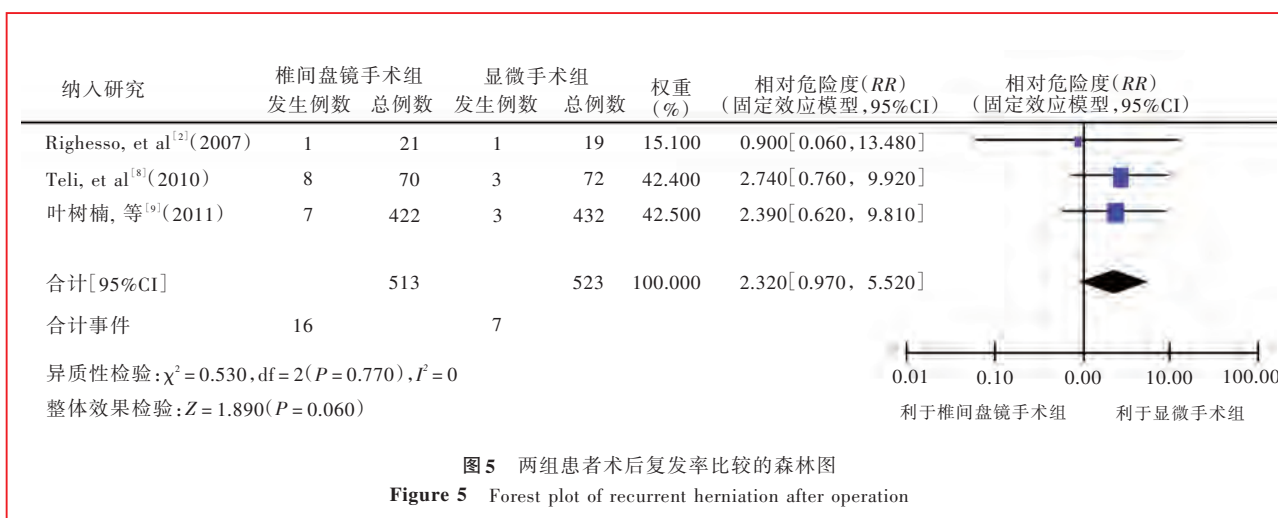 纳入研究 椎间盘镜手术组 显微手术组 权重(%) 相对危险度(RR)(固定效应模型,95%CI) 相对危险度(RR)(固定效应模型,95%CI)
发生例数 总例数 发生例数 总例数
Righesso, et al[2](2007) 1 21 1 19 15.100 0.900[0.060,13.480]
Teli, et al[8](2010) 8 70 3 72 42.400 2.740[0.760, 9.920]
叶树楠, 等[9](2011) 7 422 3 432 42.500 2.390[0.620, 9.810]
合计[95%CI] 513 523 100.000 2.320[0.970, 5.520]
合计事件 16 7
异质性检验:χ²=0.530,df=2(P=0.770),I²=0
整体效果检验:Z=1.890(P=0.060)
0.01 0.10 0.00 10.00 100.00
利于椎间盘镜手术组 利于显微手术组
图5 两组患者术后复发率比较的森林图
Figure 5 Forest plot of recurrent herniation after operation